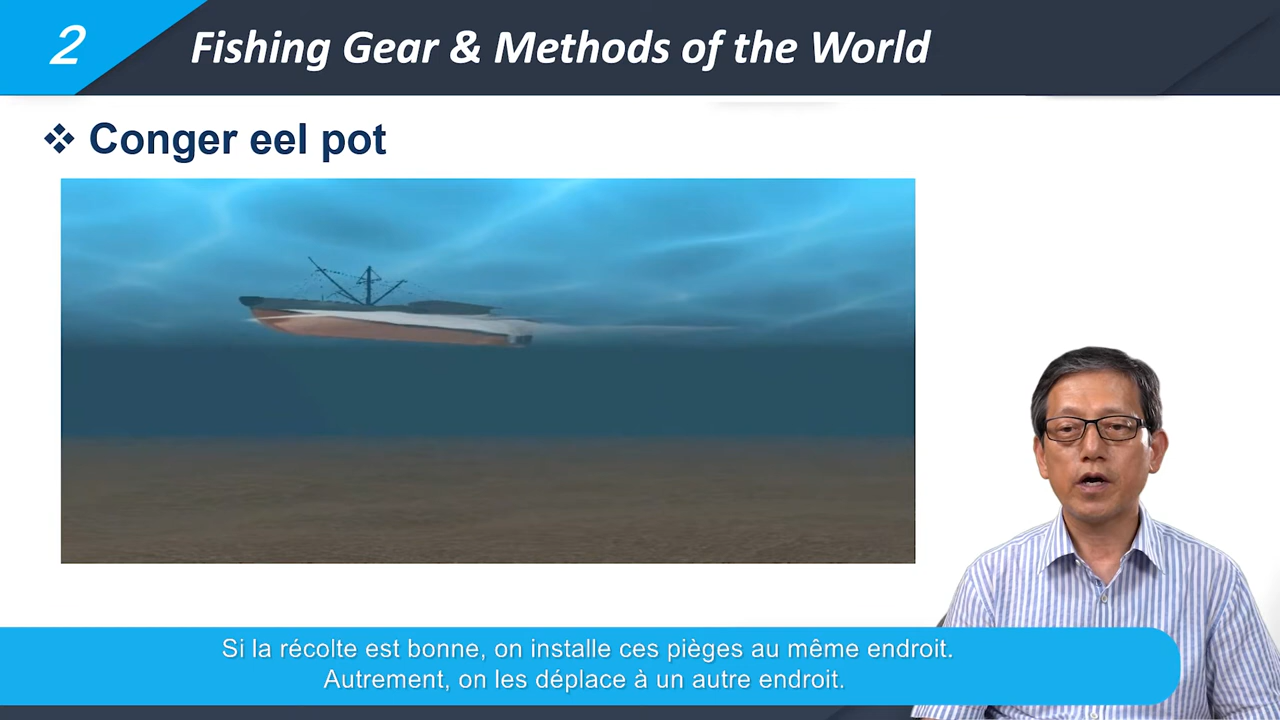 2
Fishing Gear & Methods of the World
Conger eel pot
Si la récolte est bonne, on installe ces pièges au même endroit.
Autrement, on les déplace à un autre endroit.